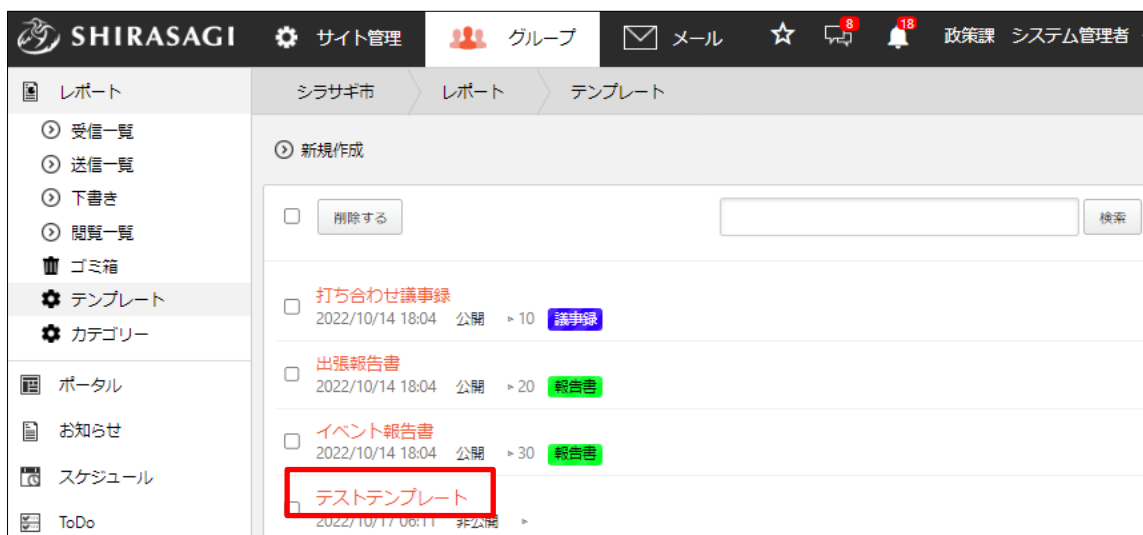 SHIRASAGI サイト管理 グループ メール 8 18 政策課 システム管理者
レポート
シラサギ市 レポート テンプレート
受信一覧
送信一覧
下書き
閲覧一覧
ゴミ箱
テンプレート
カテゴリー
ポータル
お知らせ
スケジュール
ToDo
新規作成
削除する 検索
打ち合わせ議事録
2022/10/14 18:04 公開 10 議事録
出張報告書
2022/10/14 18:04 公開 20 報告書
イベント報告書
2022/10/14 18:04 公開 30 報告書
テストテンプレート
2022/10/17 06:11 非公開